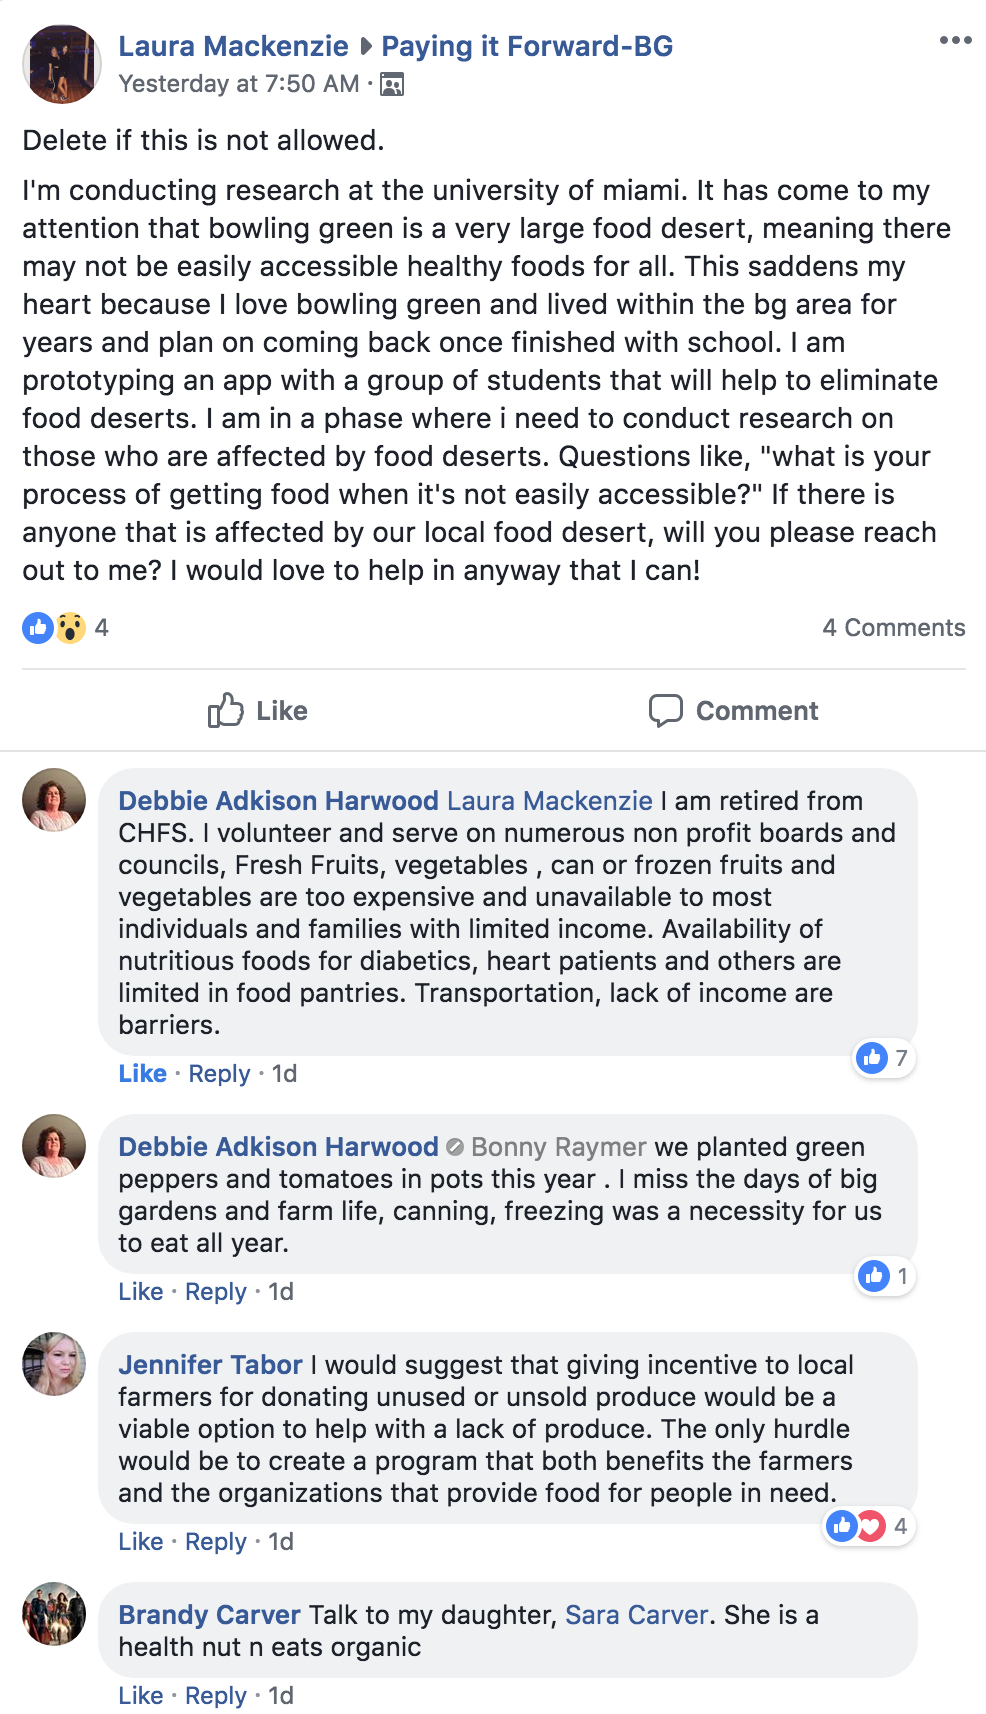 Laura Mackenzie ▸ Paying it Forward-BG
Yesterday at 7:50 AM ·
Delete if this is not allowed.
I'm conducting research at the university of miami. It has come to my
attention that bowling green is a very large food desert, meaning there
may not be easily accessible healthy foods for all. This saddens my
heart because I love bowling green and lived within the bg area for
years and plan on coming back once finished with school. I am
prototyping an app with a group of students that will help to eliminate
food deserts. I am in a phase where i need to conduct research on
those who are affected by food deserts. Questions like, "what is your
process of getting food when it's not easily accessible?" If there is
anyone that is affected by our local food desert, will you please reach
out to me? I would love to help in anyway that I can!
4
4 Comments
Like
Comment
Debbie Adkison Harwood Laura Mackenzie I am retired from
CHFS. I volunteer and serve on numerous non profit boards and
councils, Fresh Fruits, vegetables , can or frozen fruits and
vegetables are too expensive and unavailable to most
individuals and families with limited income. Availability of
nutritious foods for diabetics, heart patients and others are
limited in food pantries. Transportation, lack of income are
barriers.
7
Like · Reply · 1d
Debbie Adkison Harwood Bonny Raymer we planted green
peppers and tomatoes in pots this year . I miss the days of big
gardens and farm life, canning, freezing was a necessity for us
to eat all year.
1
Like · Reply · 1d
Jennifer Tabor I would suggest that giving incentive to local
farmers for donating unused or unsold produce would be a
viable option to help with a lack of produce. The only hurdle
would be to create a program that both benefits the farmers
and the organizations that provide food for people in need.
4
Like · Reply · 1d
Brandy Carver Talk to my daughter, Sara Carver. She is a
health nut n eats organic
Like · Reply · 1d